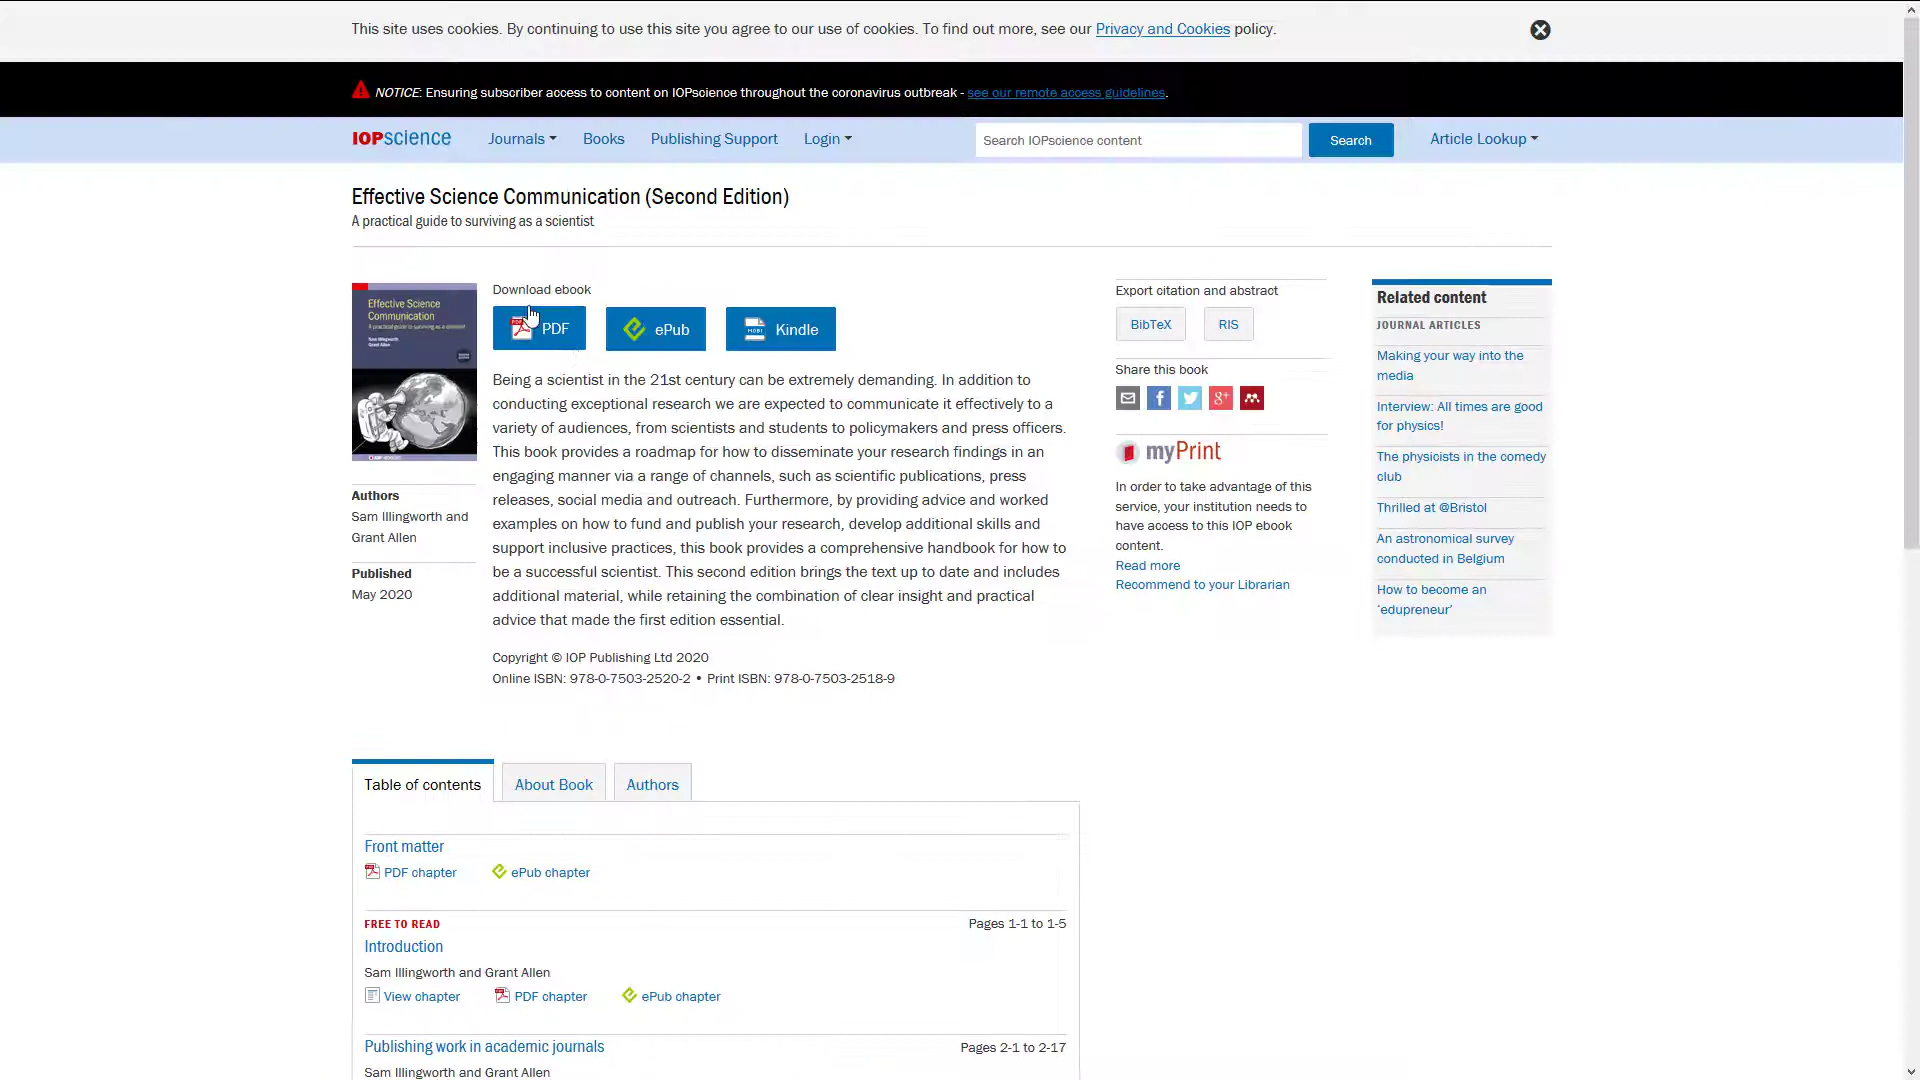 This site uses cookies. By continuing to use this site you agree to our use of cookies. To find out more, see our Privacy and Cookies policy.
NOTICE: Ensuring subscriber access to content on IOPscience throughout the coronavirus outbreak - see our remote access guidelines.
IOPscience Journals Books Publishing Support Login Search IOPscience content Search Article Lookup
Effective Science Communication (Second Edition)
A practical guide to surviving as a scientist
Effective Science
Communication
A practical guide to surviving as a scientist
Sam Illingworth
Grant Allen
Authors
Sam Illingworth and
Grant Allen
Published
May 2020
Download ebook
PDF ePub Kindle
Being a scientist in the 21st century can be extremely demanding. In addition to
conducting exceptional research we are expected to communicate it effectively to a
variety of audiences, from scientists and students to policymakers and press officers.
This book provides a roadmap for how to disseminate your research findings in an
engaging manner via a range of channels, such as scientific publications, press
releases, social media and outreach. Furthermore, by providing advice and worked
examples on how to fund and publish your research, develop additional skills and
support inclusive practices, this book provides a comprehensive handbook for how to
be a successful scientist. This second edition brings the text up to date and includes
additional material, while retaining the combination of clear insight and practical
advice that made the first edition essential.
Copyright © IOP Publishing Ltd 2020
Online ISBN: 978-0-7503-2520-2 • Print ISBN: 978-0-7503-2518-9
Export citation and abstract
BibTeX RIS
Share this book
myPrint
In order to take advantage of this
service, your institution needs to
have access to this IOP ebook
content.
Read more
Recommend to your Librarian
Related content
JOURNAL ARTICLES
Making your way into the
media
Interview: All times are good
for physics!
The physicists in the comedy
club
Thrilled at @Bristol
An astronomical survey
conducted in Belgium
How to become an
‘edupreneur’
Table of contents About Book Authors
Front matter
PDF chapter ePub chapter
FREE TO READ Pages 1-1 to 1-5
Introduction
Sam Illingworth and Grant Allen
View chapter PDF chapter ePub chapter
Publishing work in academic journals Pages 2-1 to 2-17
Sam Illingworth and Grant Allen